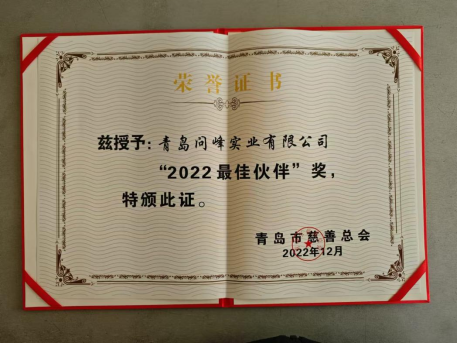 荣誉证书
兹授予：青岛问峰实业有限公司
“2022最佳伙伴”奖，
特颁此证。
青岛市慈善总会
2022年12月